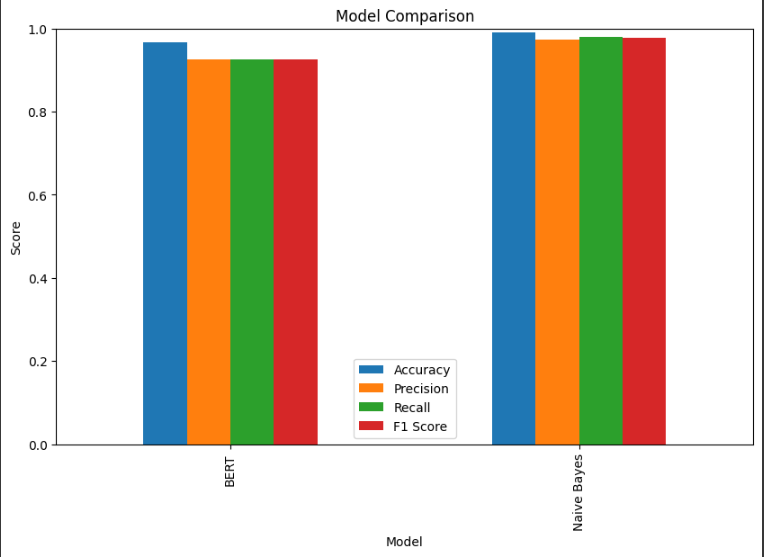 Model Comparison
1.0
0.8
0.6
0.4
0.2
0.0
Score
Accuracy
Precision
Recall
F1 Score
BERT
Naive Bayes
Model